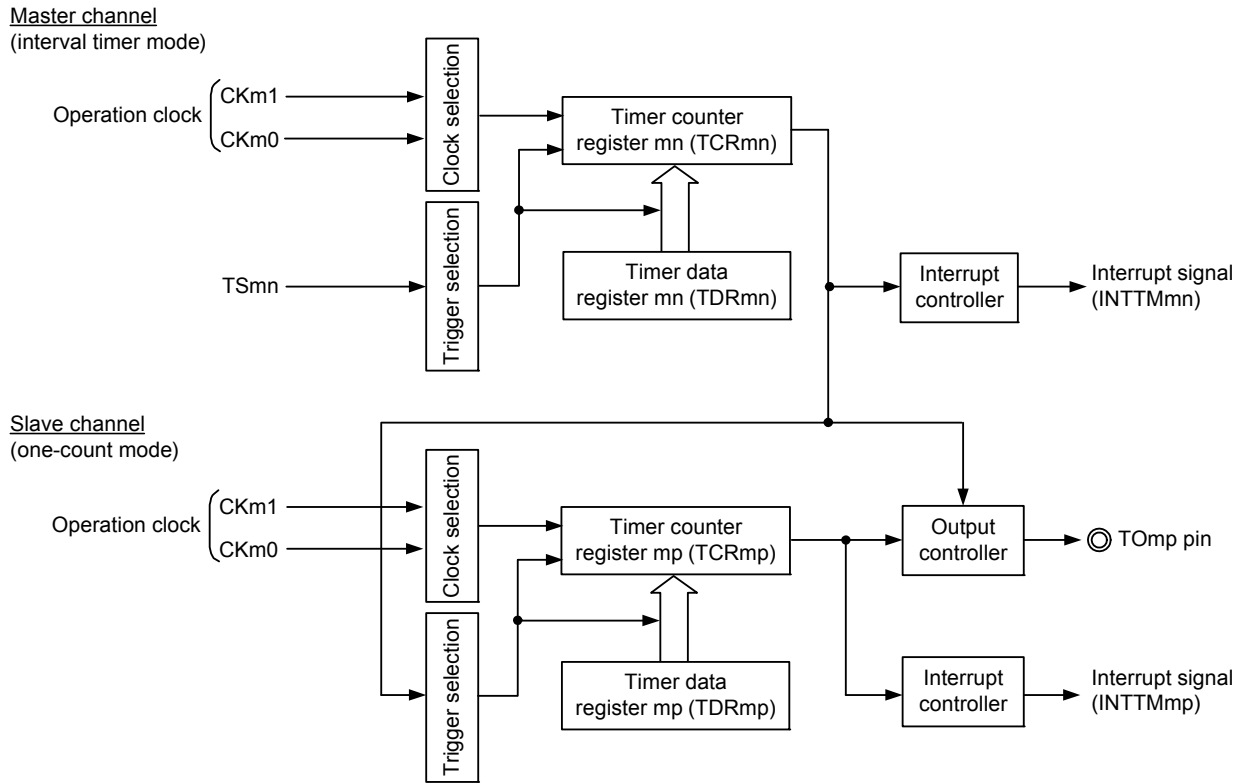 Master channel
(interval timer mode)
Operation clock
CKm1
CKm0
Clock selection
Timer counter
register mn (TCRmn)
TSmn
Trigger selection
Timer data
register mn (TDRmn)
Interrupt
controller
Interrupt signal
(INTTMmn)
Slave channel
(one-count mode)
Operation clock
CKm1
CKm0
Clock selection
Timer counter
register mp (TCRmp)
Output
controller
TOmp pin
Trigger selection
Timer data
register mp (TDRmp)
Interrupt
controller
Interrupt signal
(INTTMmp)